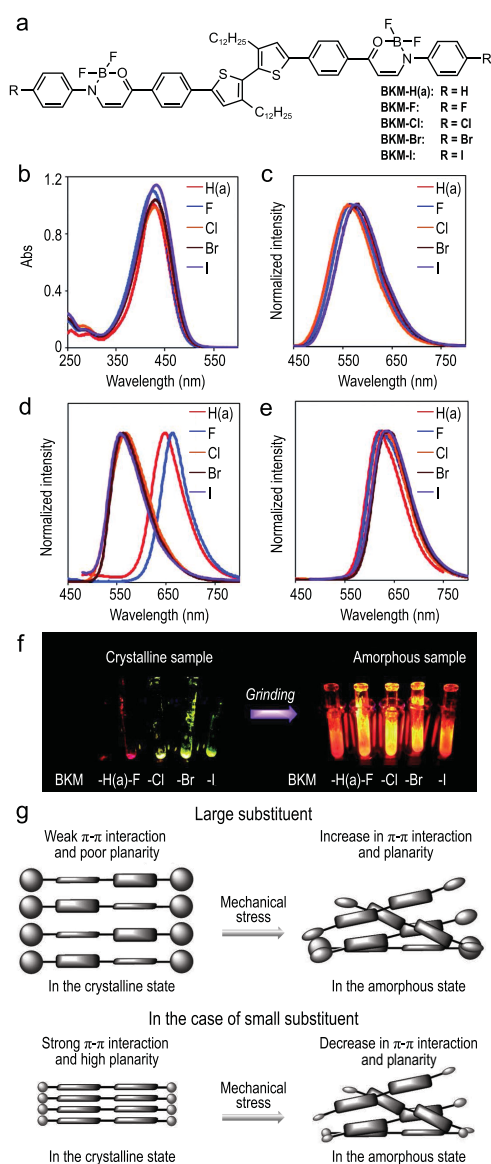 a
C12H25
F
F
B
N
O
R
S
S
C12H25
F
F
B
O
N
R
BKM-H(a): R = H
BKM-F: R = F
BKM-Cl: R = Cl
BKM-Br: R = Br
BKM-I: R = I
b
1.2
0.8
0.4
0
Abs
H(a)
F
Cl
Br
I
250 350 450 550
Wavelength (nm)
c
Normalized intensity
H(a)
F
Cl
Br
I
450 550 650 750
Wavelength (nm)
d
Normalized intensity
H(a)
F
Cl
Br
I
450 550 650 750
Wavelength (nm)
e
Normalized intensity
H(a)
F
Cl
Br
I
450 550 650 750
Wavelength (nm)
f
Crystalline sample
Grinding
Amorphous sample
BKM -H(a)-F -Cl -Br -I
BKM -H(a)-F -Cl -Br -I
g
Large substituent
Weak π-π interaction
and poor planarity
Mechanical
stress
Increase in π-π interaction
and planarity
In the crystalline state
In the amorphous state
In the case of small substituent
Strong π-π interaction
and high planarity
Mechanical
stress
Decrease in π-π interaction
and planarity
In the crystalline state
In the amorphous state